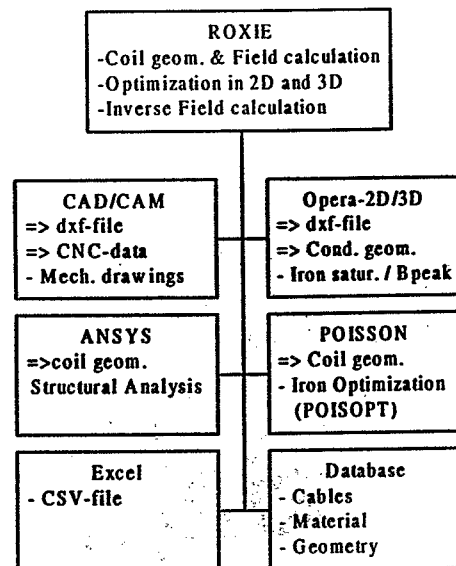 ROXIE
-Coil geom. & Field calculation
-Optimization in 2D and 3D
-Inverse Field calculation
CAD/CAM
=> dxf-file
=> CNC-data
- Mech. drawings
Opera-2D/3D
=> dxf-file
=> Cond. geom.
- Iron satur. / Bpeak
ANSYS
=>coil geom.
Structural Analysis
POISSON
=> Coil geom.
- Iron Optimization
(POISOPT)
Excel
- CSV-file
Database
- Cables
- Material
- Geometry